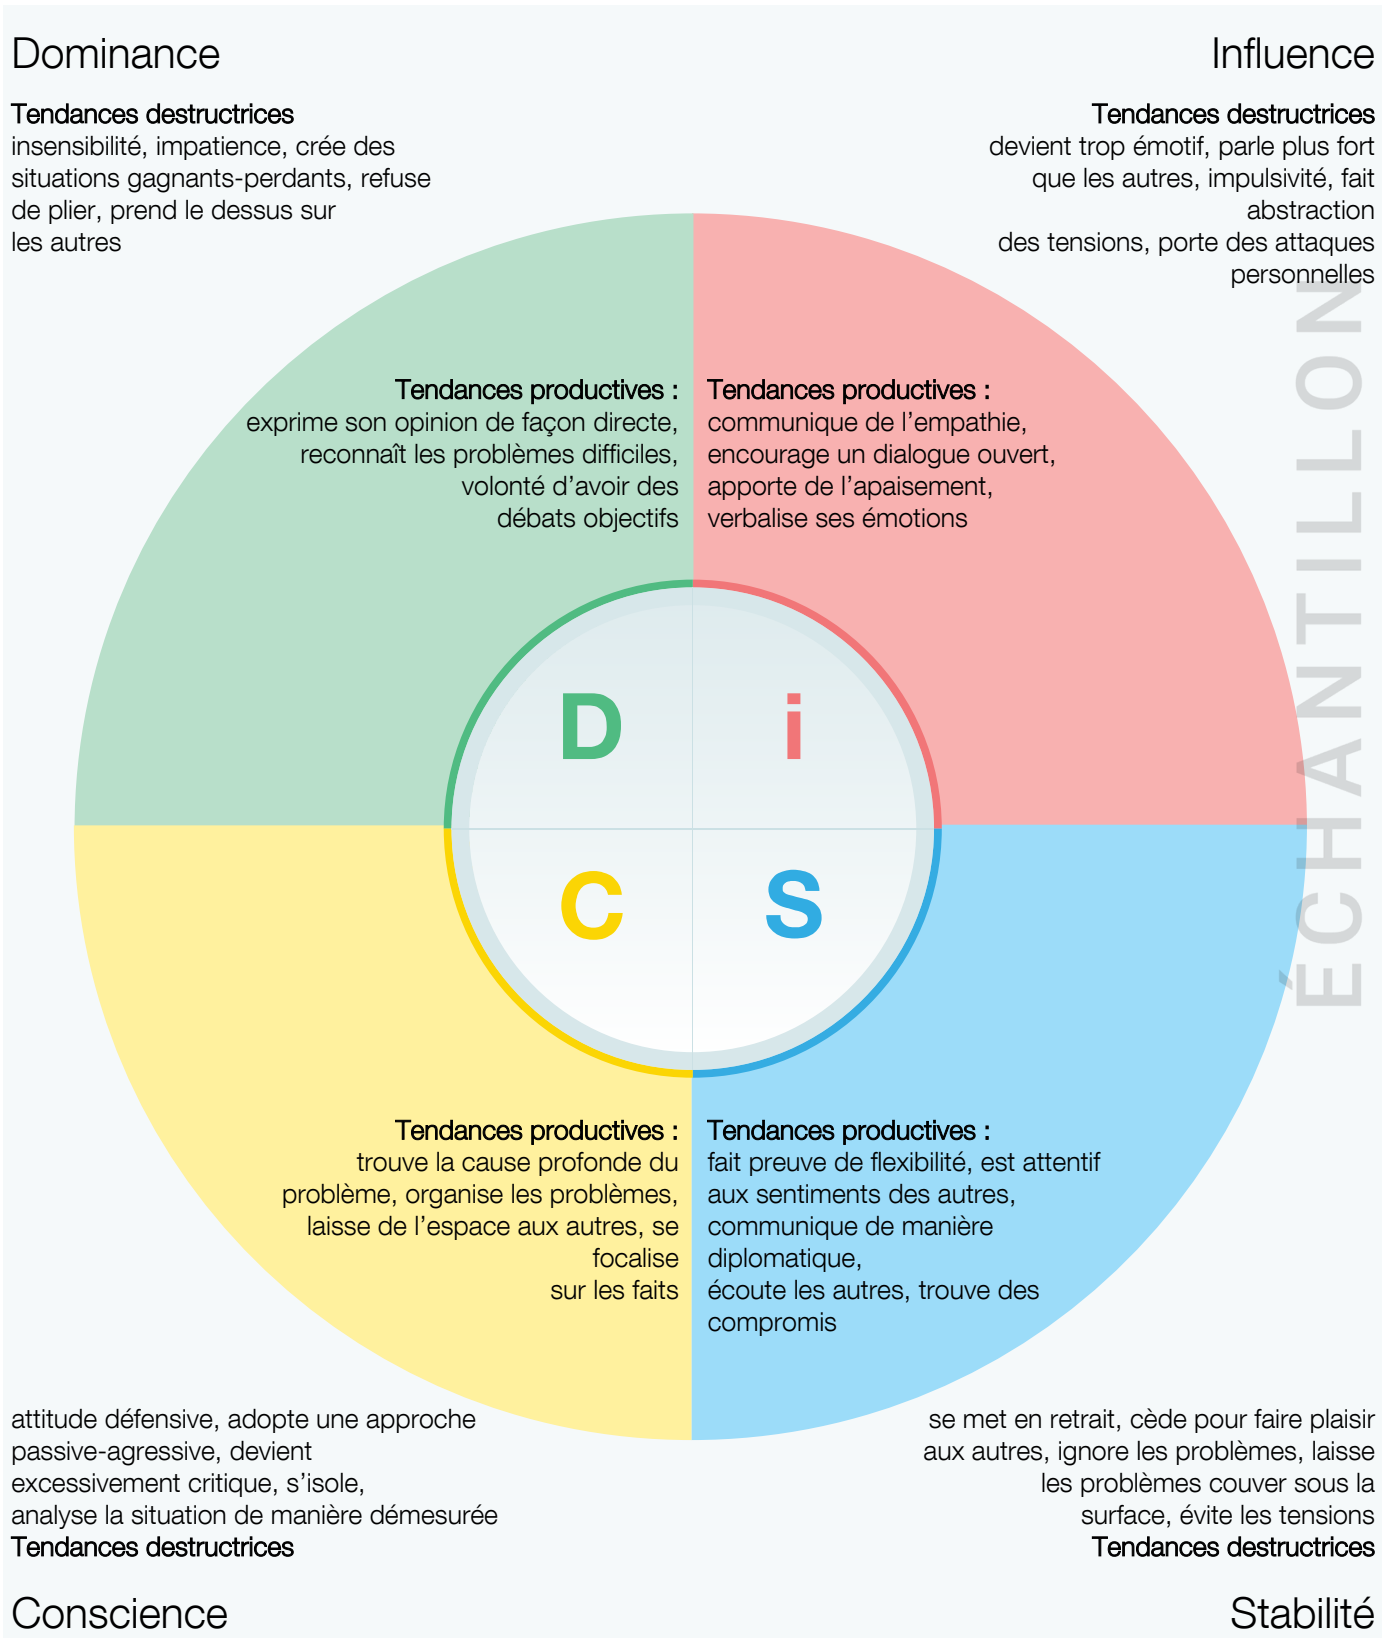 Dominance
Tendances destructrices
insensibilité, impatience, crée des
situations gagnants-perdants, refuse
de plier, prend le dessus sur
les autres
Influence
Tendances destructrices
devient trop émotif, parle plus fort
que les autres, impulsivité, fait
abstraction
des tensions, porte des attaques
personnelles
Tendances productives :
exprime son opinion de façon directe,
reconnaît les problèmes difficiles,
volonté d’avoir des
débats objectifs
Tendances productives :
communique de l’empathie,
encourage un dialogue ouvert,
apporte de l’apaisement,
verbalise ses émotions
ÉCHANTILLON
D
i
C
S
Tendances productives :
trouve la cause profonde du
problème, organise les problèmes,
laisse de l’espace aux autres, se
focalise
sur les faits
Tendances productives :
fait preuve de flexibilité, est attentif
aux sentiments des autres,
communique de manière
diplomatique,
écoute les autres, trouve des
compromis
attitude défensive, adopte une approche
passive-agressive, devient
excessivement critique, s’isole,
analyse la situation de manière démesurée
Tendances destructrices
Conscience
se met en retrait, cède pour faire plaisir
aux autres, ignore les problèmes, laisse
les problèmes couver sous la
surface, évite les tensions
Tendances destructrices
Stabilité